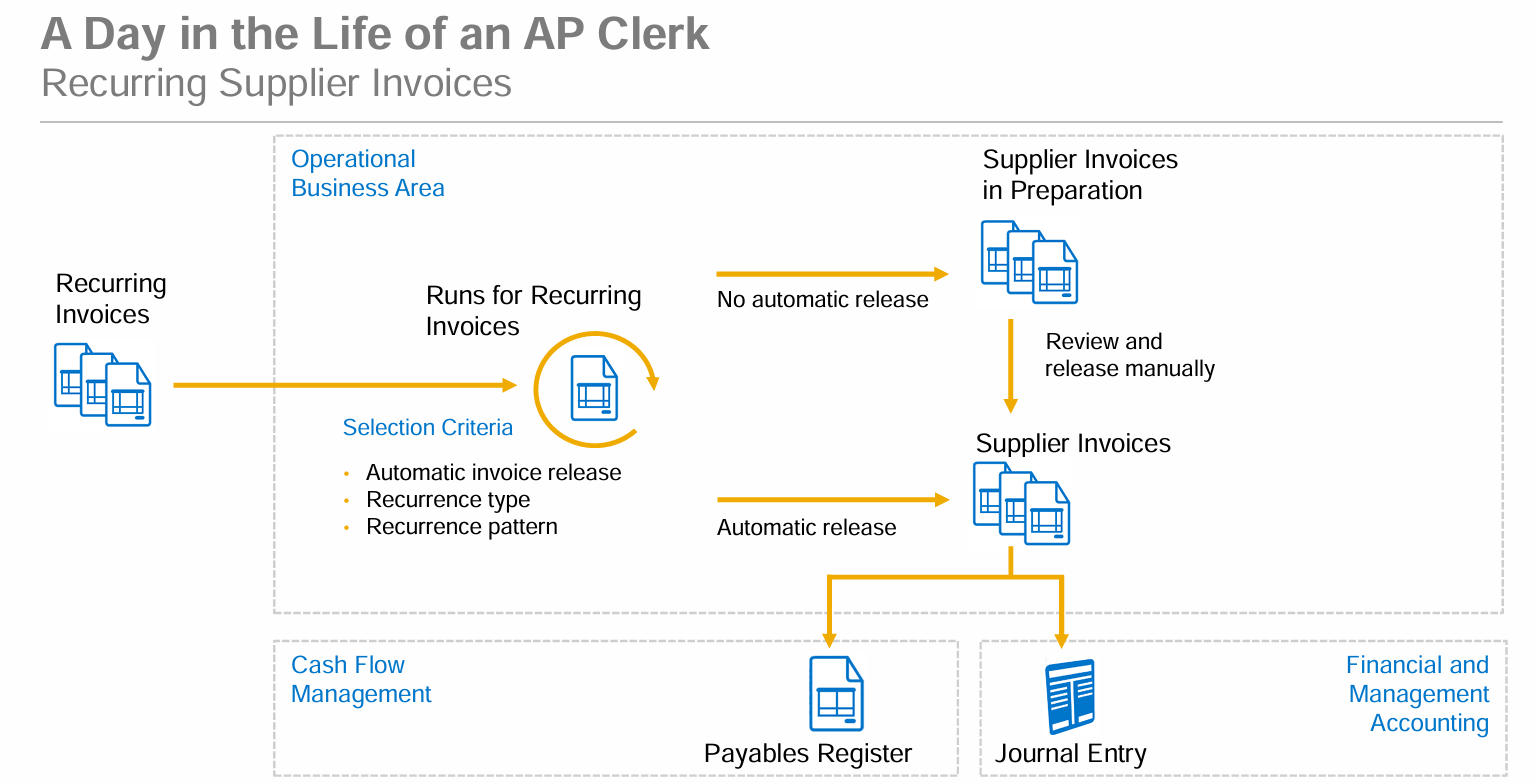 A Day in the Life of an AP Clerk
Recurring Supplier Invoices
Operational
Business Area
Supplier Invoices
in Preparation
Recurring
Invoices
Runs for Recurring
Invoices
No automatic release
Review and
release manually
Selection Criteria
• Automatic invoice release
• Recurrence type
• Recurrence pattern
Supplier Invoices
Automatic release
Cash Flow
Management
Payables Register
Journal Entry
Financial and
Management
Accounting